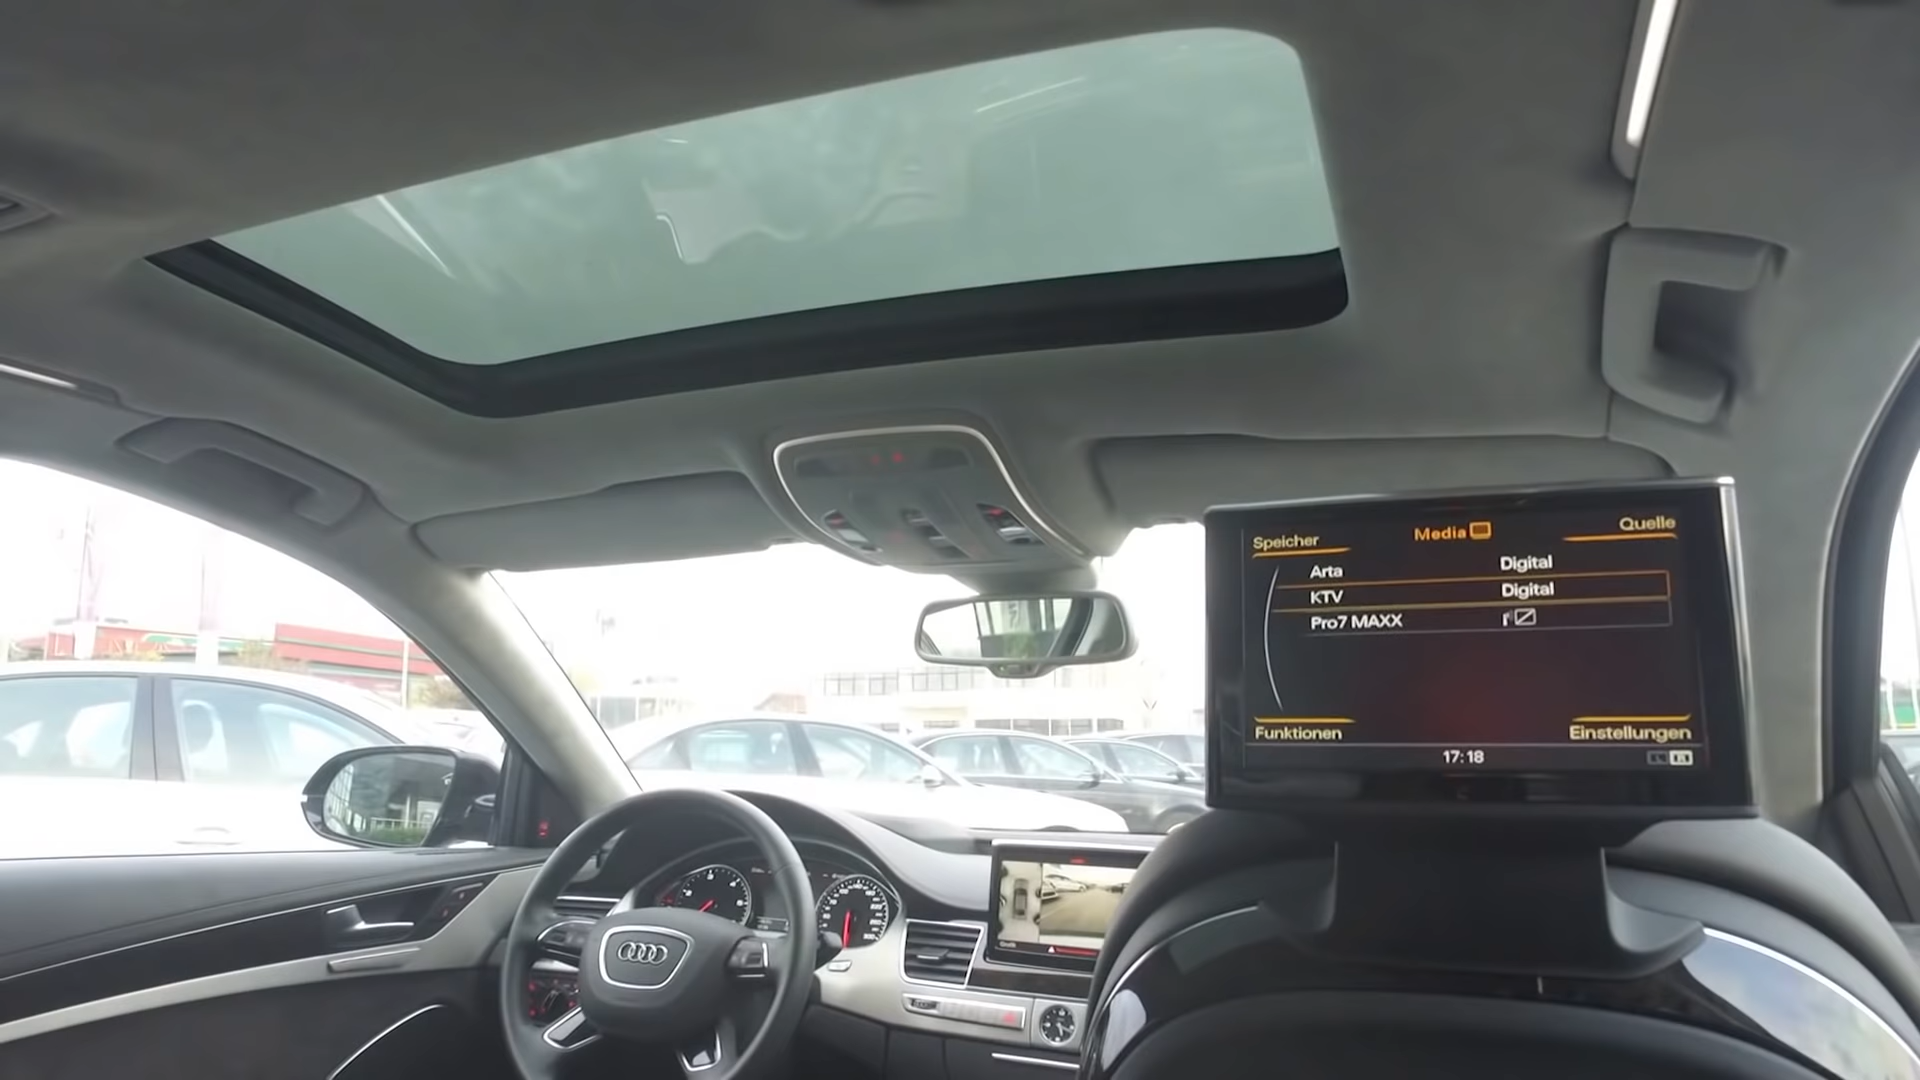 Speicher Media Quelle
Arta Digital
KTV Digital
Pro7 MAXX
Funktionen Einstellungen
17:18